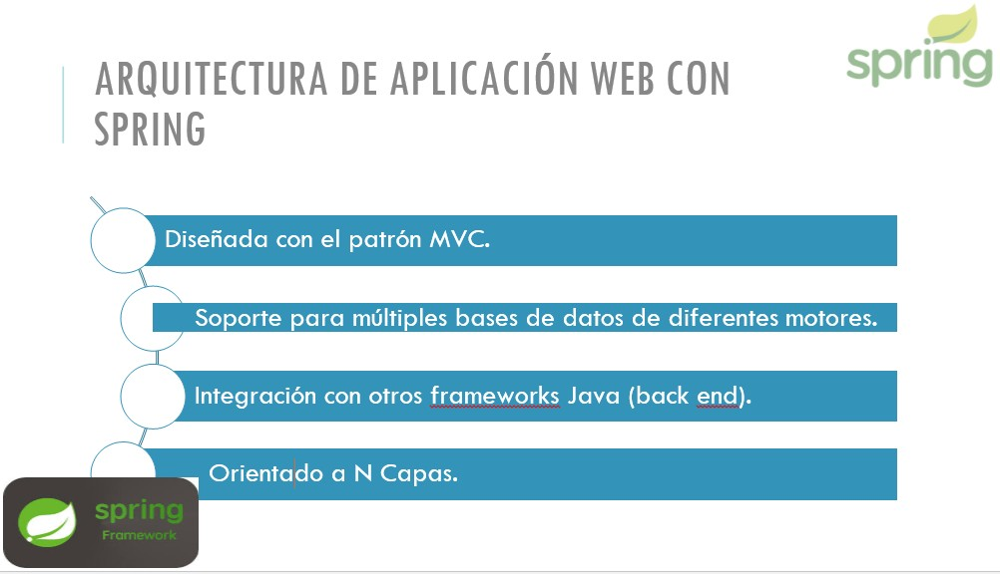 spring
ARQUITECTURA DE APLICACIÓN WEB CON
SPRING
Diseñada con el patrón MVC.
Soporte para múltiples bases de datos de diferentes motores.
Integración con otros frameworks Java (back end).
Orientado a N Capas.
spring
Framework